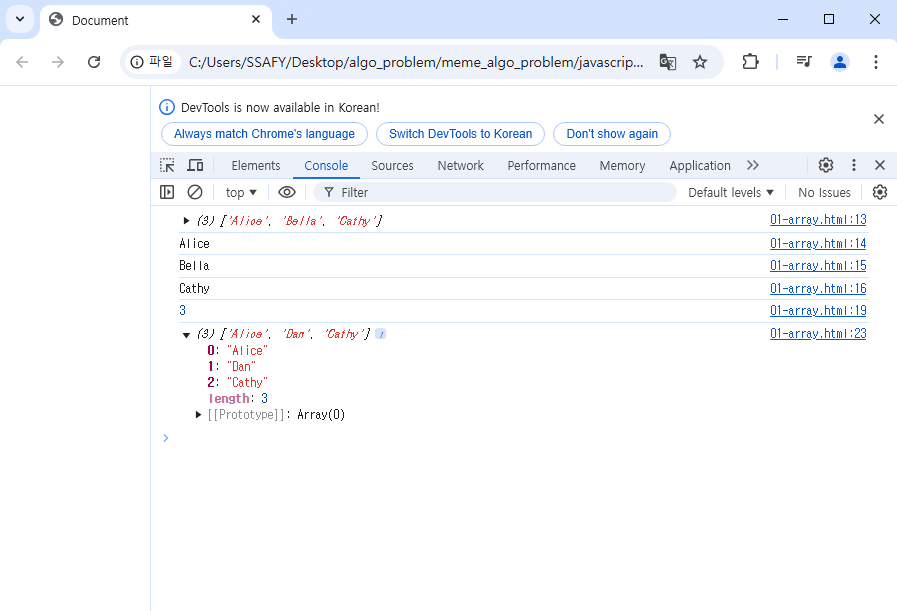 Document
파일 C:/Users/SSAFY/Desktop/algo_problem/meme_algo_problem/javascrip...
DevTools is now available in Korean!
Always match Chrome's language Switch DevTools to Korean Don't show again
Elements Console Sources Network Performance Memory Application
top Filter Default levels No Issues
(3) ['Alice', 'Bella', 'Cathy'] 01-array.html:13
Alice 01-array.html:14
Bella 01-array.html:15
Cathy 01-array.html:16
3 01-array.html:19
(3) ['Alice', 'Dan', 'Cathy'] 01-array.html:23
0: "Alice"
1: "Dan"
2: "Cathy"
length: 3
[[Prototype]]: Array(0)